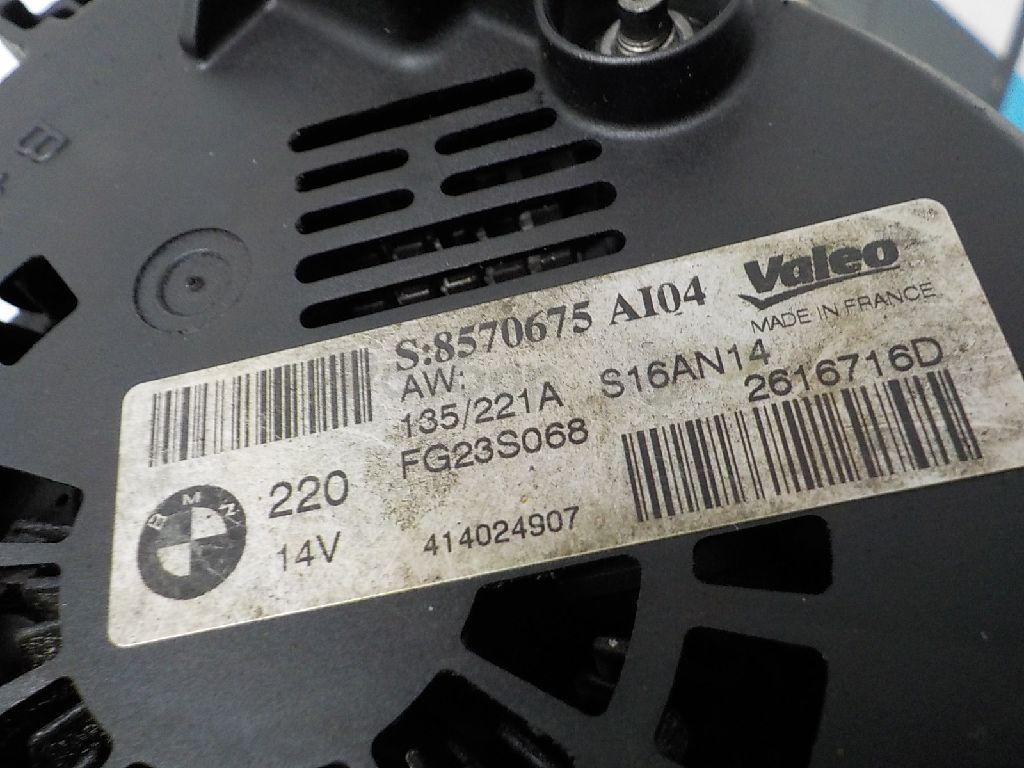 B
S:8570675 AI04
Valeo
MADE IN FRANCE
AW:
135/221A
S16AN14
2616716D
FG23S068
BMW
220
14V
414024907